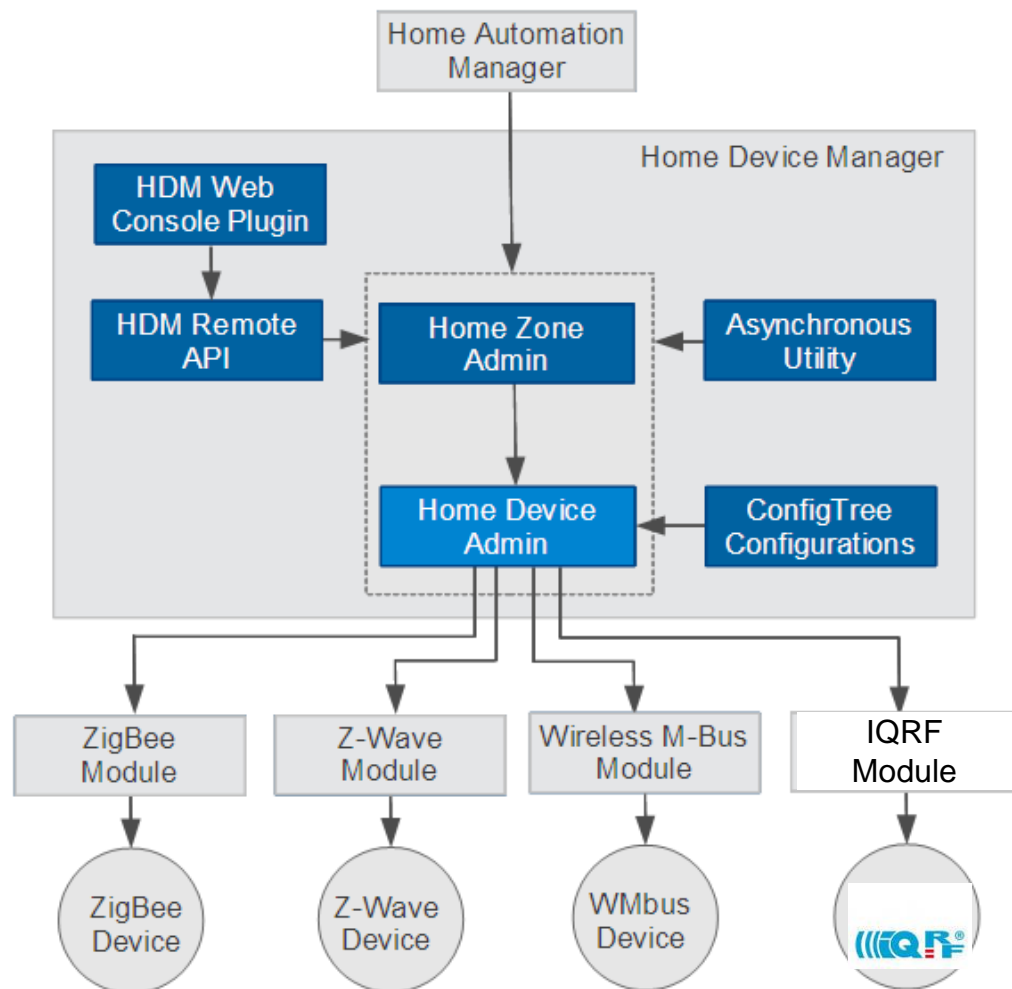 Home Automation
Manager
Home Device Manager
HDM Web
Console Plugin
HDM Remote
API
Home Zone
Admin
Asynchronous
Utility
Home Device
Admin
ConfigTree
Configurations
ZigBee
Module
Z-Wave
Module
Wireless M-Bus
Module
IQRF
Module
ZigBee
Device
Z-Wave
Device
WMbus
Device
IQRF®